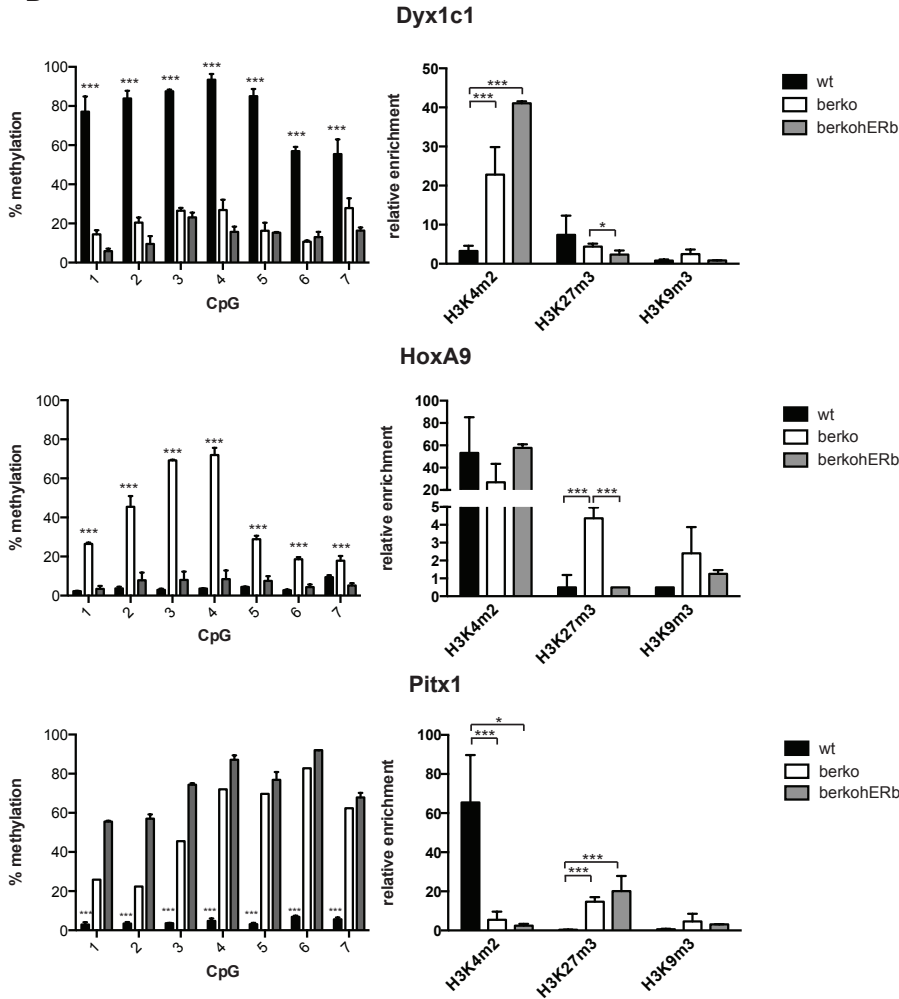 Dyx1c1
% methylation
100
80
60
40
20
0
*** *** *** *** *** *** ***
1 2 3 4 5 6 7
CpG
relative enrichment
50
40
30
20
10
0
***
***
*
H3K4m2 H3K27m3 H3K9m3
wt
berko
berkohERb
HoxA9
% methylation
100
80
60
40
20
0
*** *** *** *** *** *** ***
1 2 3 4 5 6 7
CpG
relative enrichment
100
80
60
40
20
5
4
3
2
1
0
*** ***
H3K4m2 H3K27m3 H3K9m3
wt
berko
berkohERb
Pitx1
% methylation
100
80
60
40
20
0
*** *** *** *** *** *** ***
1 2 3 4 5 6 7
CpG
relative enrichment
100
80
60
40
20
0
*
***
***
***
H3K4m2 H3K27m3 H3K9m3
wt
berko
berkohERb